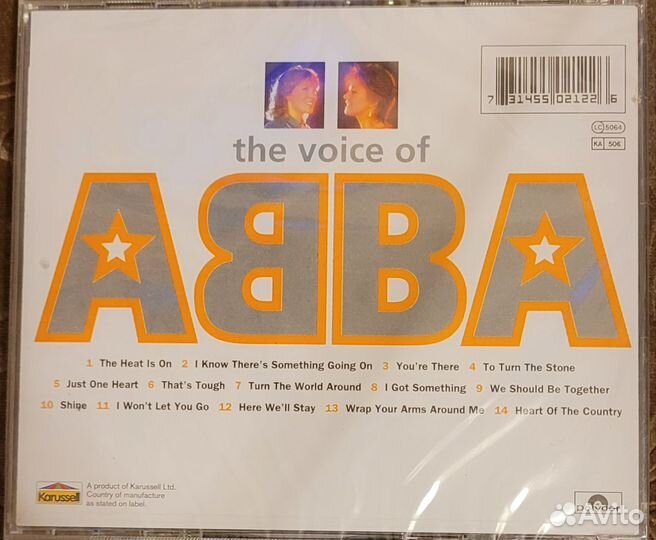 7 31455 02122 6
LC 5064
KA 506
the voice of
ABBA
1 The Heat Is On 2 I Know There's Something Going On 3 You're There 4 To Turn The Stone
5 Just One Heart 6 That's Tough 7 Turn The World Around 8 I Got Something 9 We Should Be Together
10 Shine 11 I Won't Let You Go 12 Here We'll Stay 13 Wrap Your Arms Around Me 14 Heart Of The Country
Karussell
A product of Karussell Ltd.
Country of manufacture
as stated on label.
Polydor
Avito